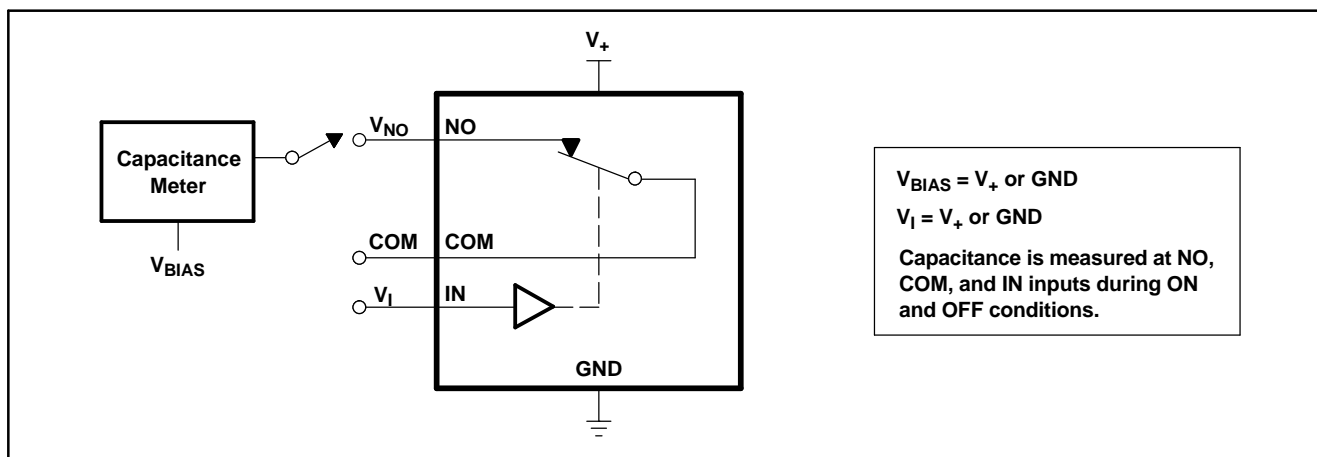 V+
VNO
NO
Capacitance
Meter
VBIAS = V+ or GND
VI = V+ or GND
COM
COM
VBIAS
Capacitance is measured at NO,
COM, and IN inputs during ON
and OFF conditions.
VI
IN
GND